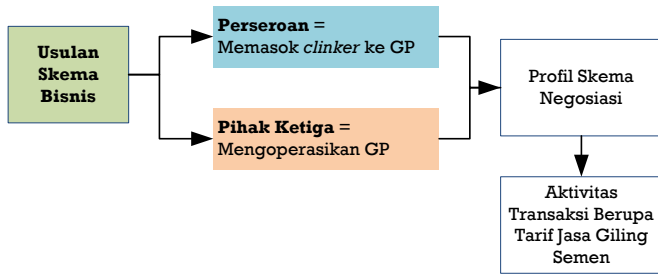 Usulan
Skema
Bisnis
Perseroan =
Memasok clinker ke GP
Pihak Ketiga =
Mengoperasikan GP
Profil Skema
Negosiasi
Aktivitas
Transaksi Berupa
Tarif Jasa Giling
Semen